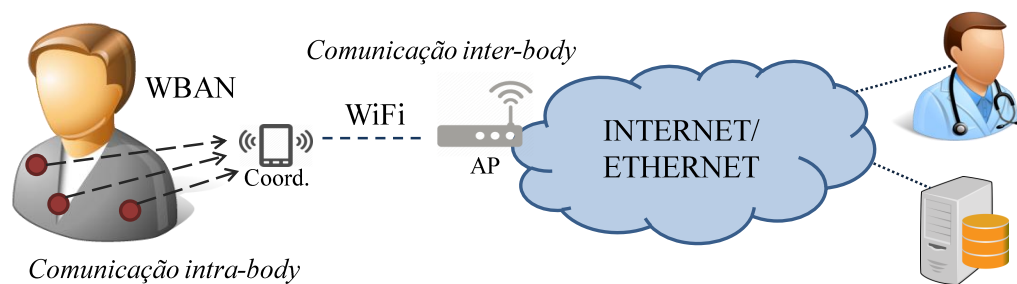 Comunicação inter-body
WBAN
WiFi
Coord.
AP
INTERNET/
ETHERNET
Comunicação intra-body